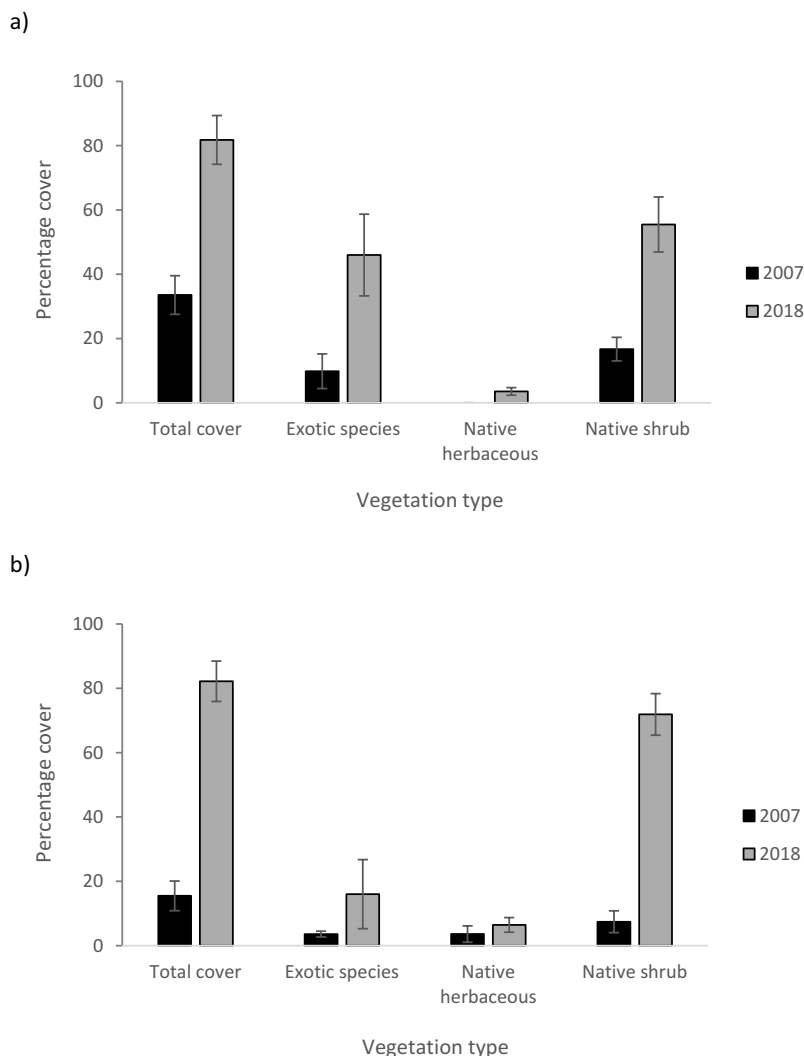 a)
100
80
60
40
20
0
Percentage cover
Total cover
Exotic species
Native
herbaceous
Native shrub
Vegetation type
2007
2018
b)
100
80
60
40
20
0
Percentage cover
Total cover
Exotic species
Native
herbaceous
Native shrub
Vegetation type
2007
2018